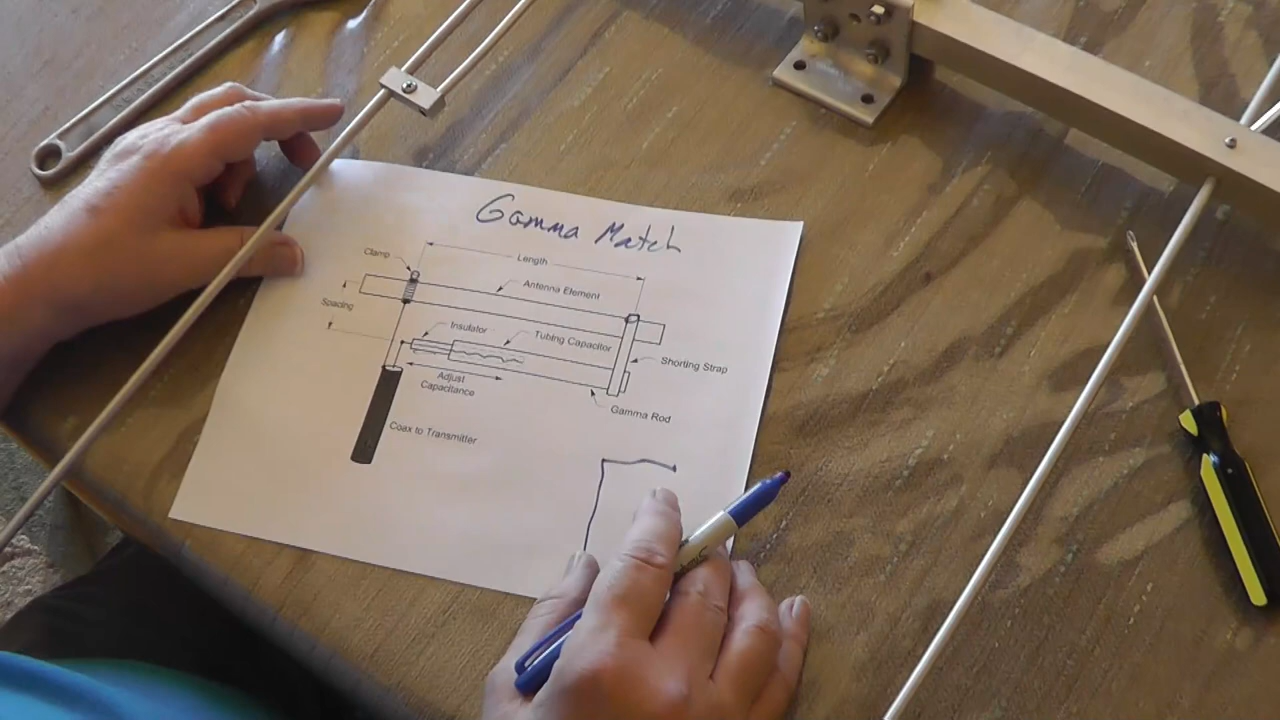 Gamma Match
Clamp
Length
Antenna Element
Spacing
Insulator
Tubing Capacitor
Shorting Strap
Adjust
Capacitance
Gamma Rod
Coax to Transmitter